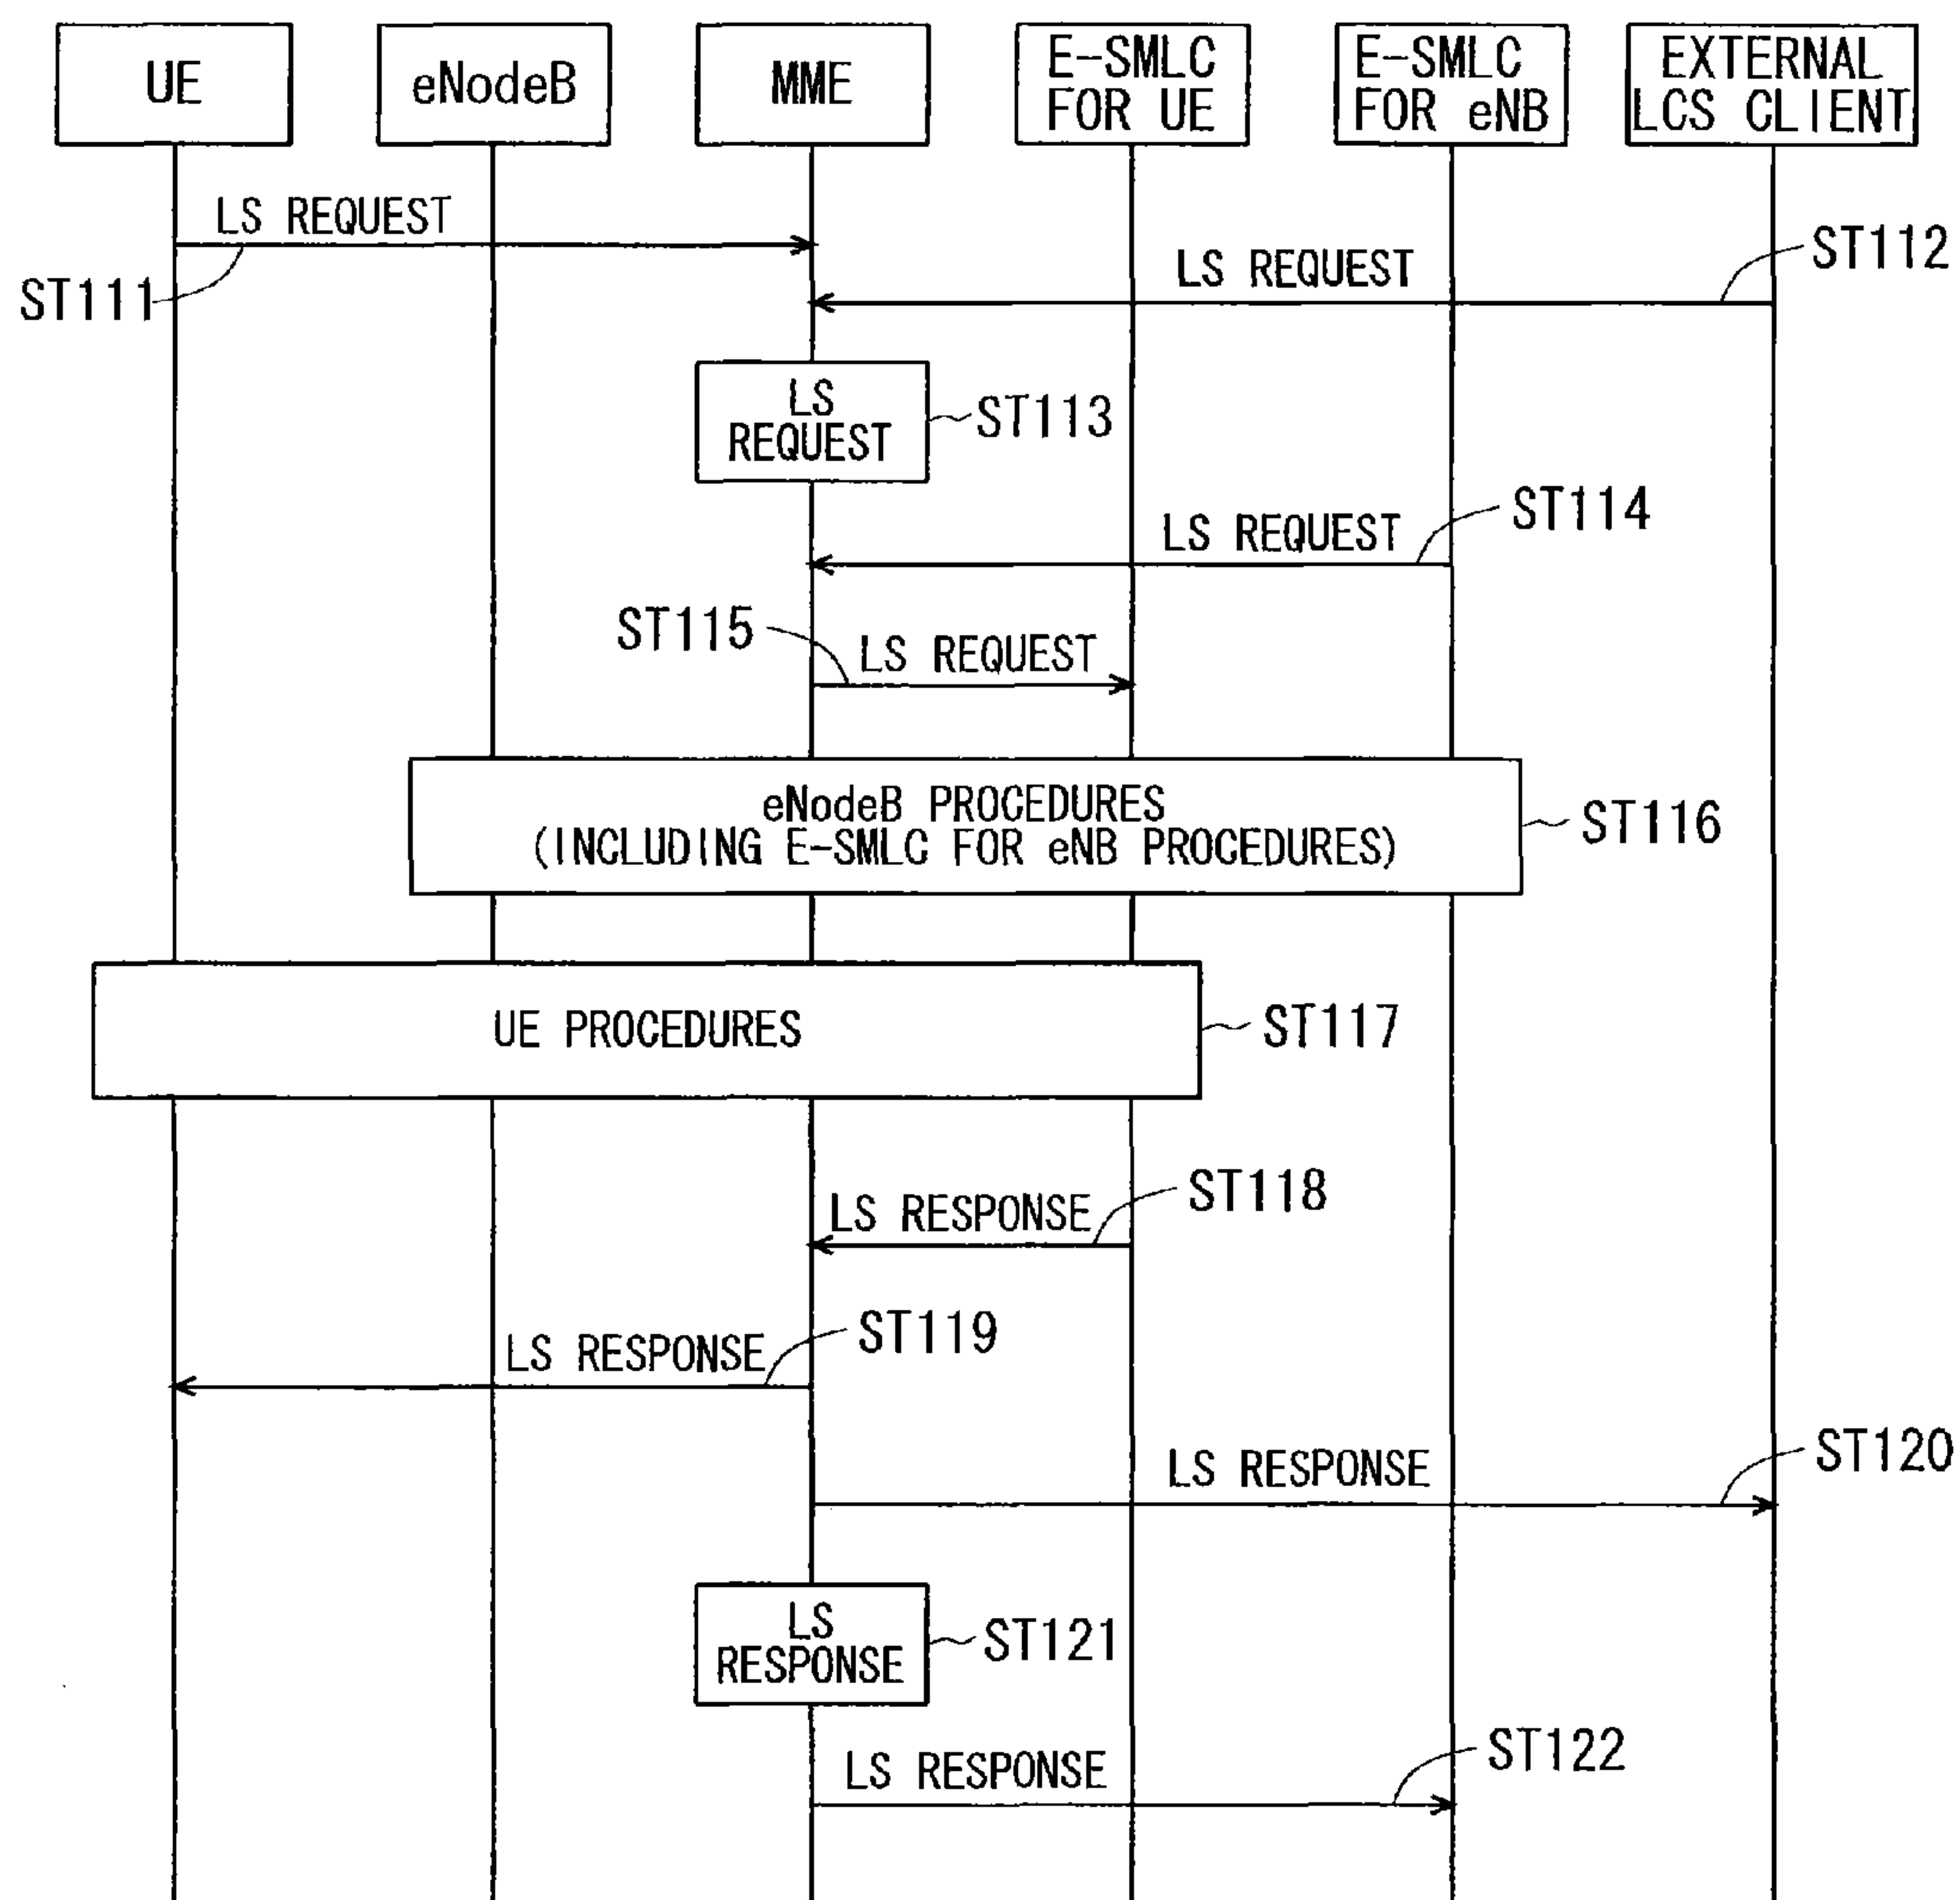 UE
eNodeB
MME
E-SMLC
FOR UE
E-SMLC
FOR eNB
EXTERNAL
LCS CLIENT
LS REQUEST
ST111
LS REQUEST
ST112
LS
REQUEST
ST113
LS REQUEST
ST114
ST115
LS REQUEST
eNodeB PROCEDURES
(INCLUDING E-SMLC FOR eNB PROCEDURES)
ST116
UE PROCEDURES
ST117
LS RESPONSE
ST118
LS RESPONSE
ST119
LS RESPONSE
ST120
LS
RESPONSE
ST121
LS RESPONSE
ST122